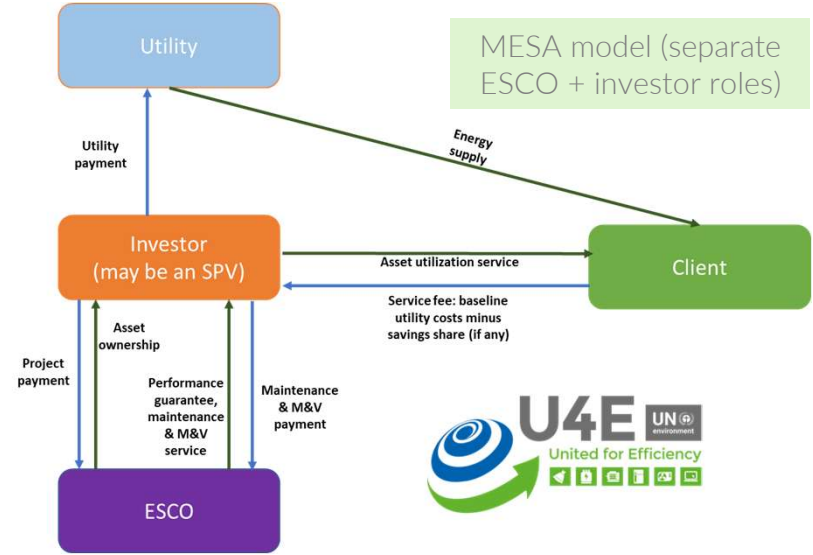 Utility
MESA model (separate
ESCO + investor roles)
Utility
payment
Energy
supply
Investor
(may be an SPV)
Asset utilization service
Client
Service fee: baseline
utility costs minus
savings share (if any)
Asset
ownership
Project
payment
Performance
guarantee,
maintenance
& M&V
service
Maintenance
& M&V
payment
ESCO
U4E
UN
environment
United for Efficiency